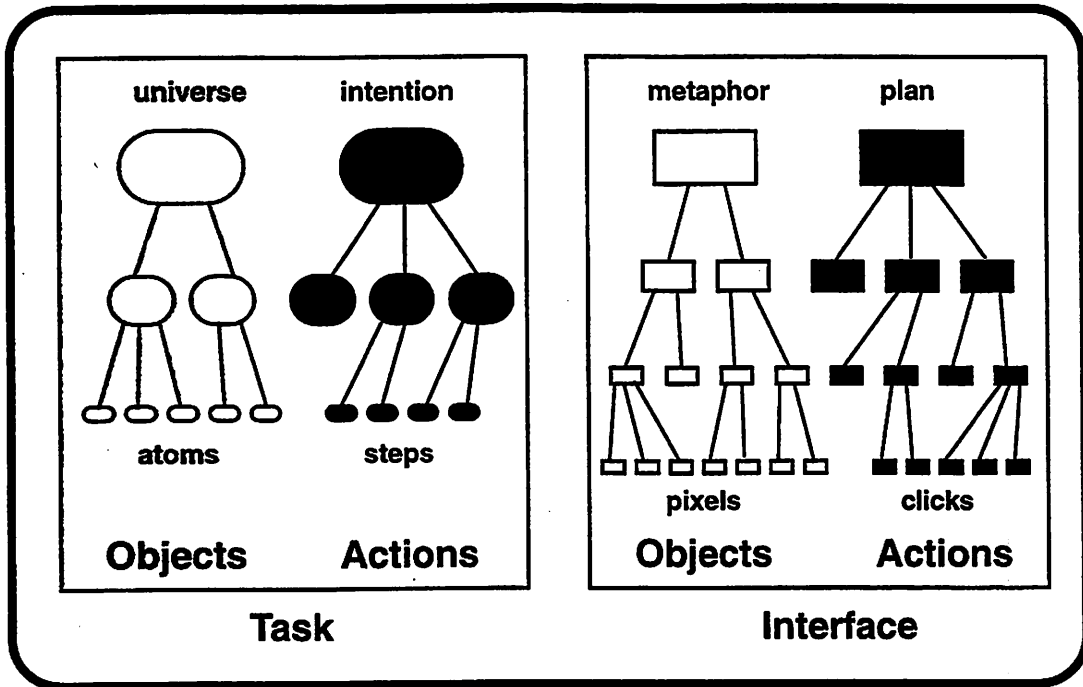 universe intention
atoms steps
Objects Actions
Task
metaphor plan
pixels clicks
Objects Actions
Interface